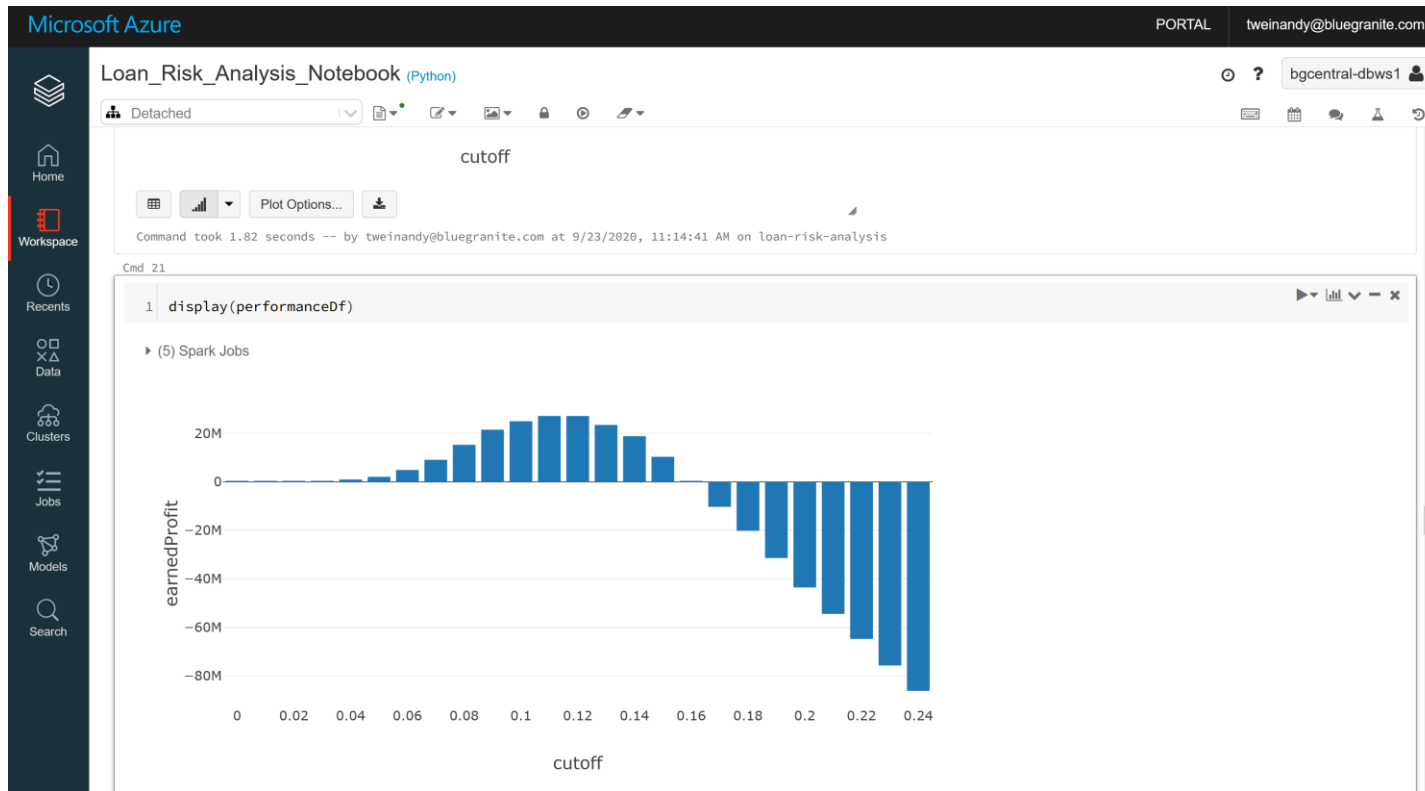 Microsoft Azure
PORTAL
tweinandy@bluegranite.com
Loan_Risk_Analysis_Notebook (Python)
? bgcentral-dbws1
Detached
Home
Workspace
Recents
Data
Clusters
Jobs
Models
Search
cutoff
Plot Options...
Command took 1.82 seconds -- by tweinandy@bluegranite.com at 9/23/2020, 11:14:41 AM on loan-risk-analysis
Cmd 21
1 display(performanceDf)
(5) Spark Jobs
earnedProfit
20M
0
−20M
−40M
−60M
−80M
0 0.02 0.04 0.06 0.08 0.1 0.12 0.14 0.16 0.18 0.2 0.22 0.24
cutoff